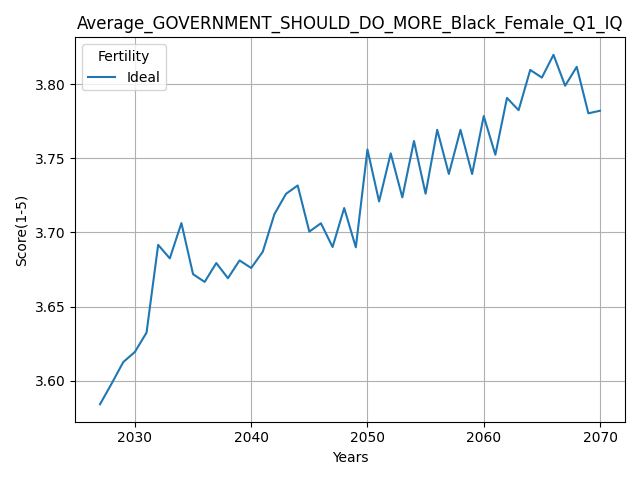 Average_GOVERNMENT_SHOULD_DO_MORE_Black_Female_Q1_IQ
Fertility
Ideal
3.80
3.75
3.70
3.65
3.60
Score(1-5)
2030 2040 2050 2060 2070
Years